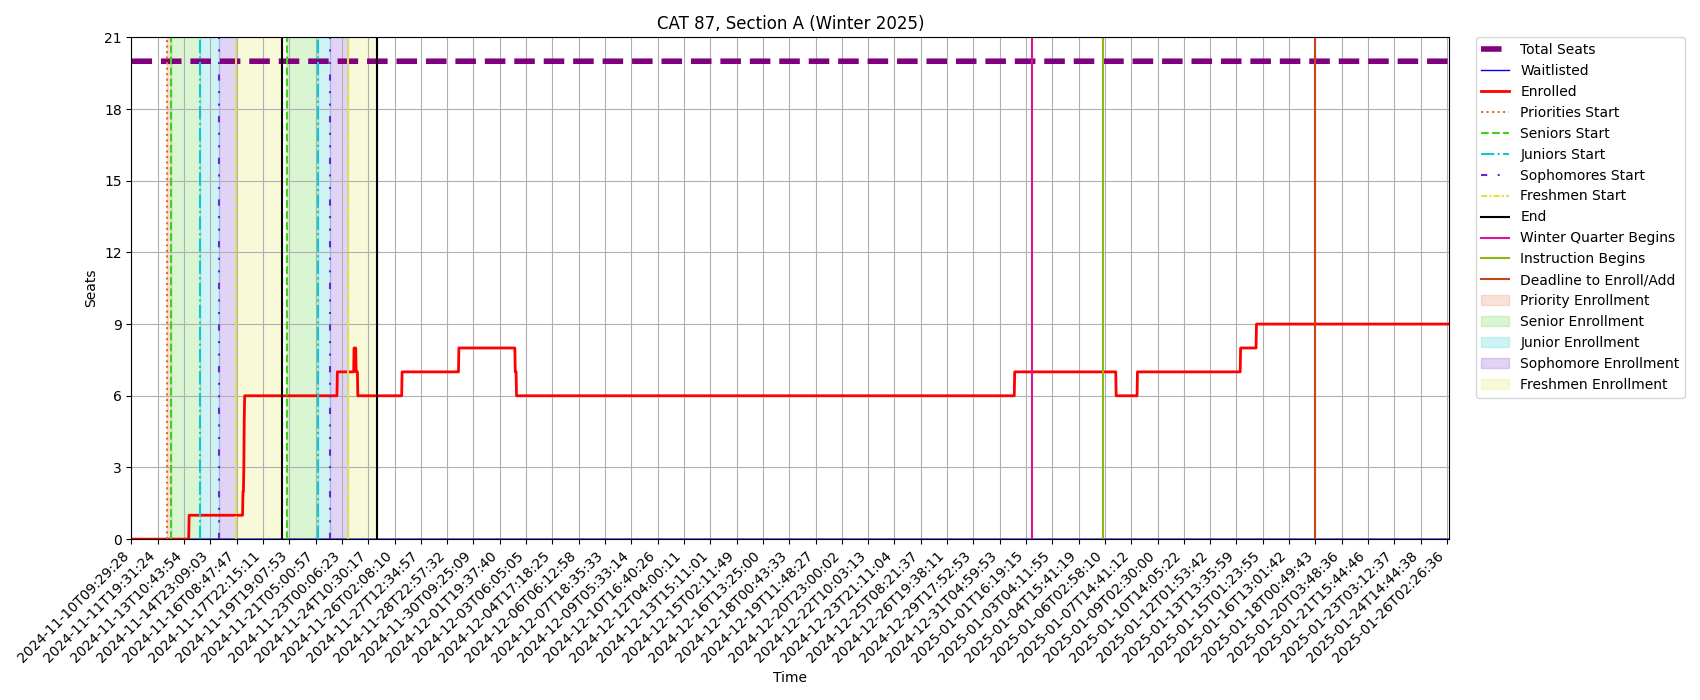 CAT 87, Section A (Winter 2025)
21
18
15
12
9
6
3
0
Seats
2024-11-10T09:29:28
2024-11-11T19:31:24
2024-11-13T10:43:54
2024-11-14T23:09:03
2024-11-16T08:47:47
2024-11-17T22:15:11
2024-11-19T19:07:53
2024-11-21T05:00:57
2024-11-23T00:06:23
2024-11-24T10:30:17
2024-11-26T02:08:10
2024-11-27T12:34:57
2024-11-28T22:57:32
2024-11-30T09:25:09
2024-12-01T19:37:40
2024-12-03T06:05:05
2024-12-04T17:18:25
2024-12-06T06:12:58
2024-12-07T18:35:33
2024-12-09T05:33:14
2024-12-10T16:40:26
2024-12-12T04:00:11
2024-12-13T15:11:01
2024-12-15T02:11:49
2024-12-16T13:25:00
2024-12-18T00:43:33
2024-12-19T11:48:27
2024-12-20T23:00:02
2024-12-22T10:03:13
2024-12-23T21:11:04
2024-12-25T08:21:37
2024-12-26T19:38:11
2024-12-29T17:52:53
2024-12-31T04:59:53
2025-01-01T16:19:15
2025-01-03T04:11:55
2025-01-04T15:41:19
2025-01-06T02:58:10
2025-01-07T14:41:12
2025-01-09T02:30:00
2025-01-10T14:05:22
2025-01-12T01:53:42
2025-01-13T13:35:59
2025-01-15T01:23:55
2025-01-16T13:01:42
2025-01-18T00:49:43
2025-01-20T03:48:36
2025-01-21T15:44:46
2025-01-23T03:12:37
2025-01-24T14:44:38
2025-01-26T02:26:36
Time
Total Seats
Waitlisted
Enrolled
Priorities Start
Seniors Start
Juniors Start
Sophomores Start
Freshmen Start
End
Winter Quarter Begins
Instruction Begins
Deadline to Enroll/Add
Priority Enrollment
Senior Enrollment
Junior Enrollment
Sophomore Enrollment
Freshmen Enrollment